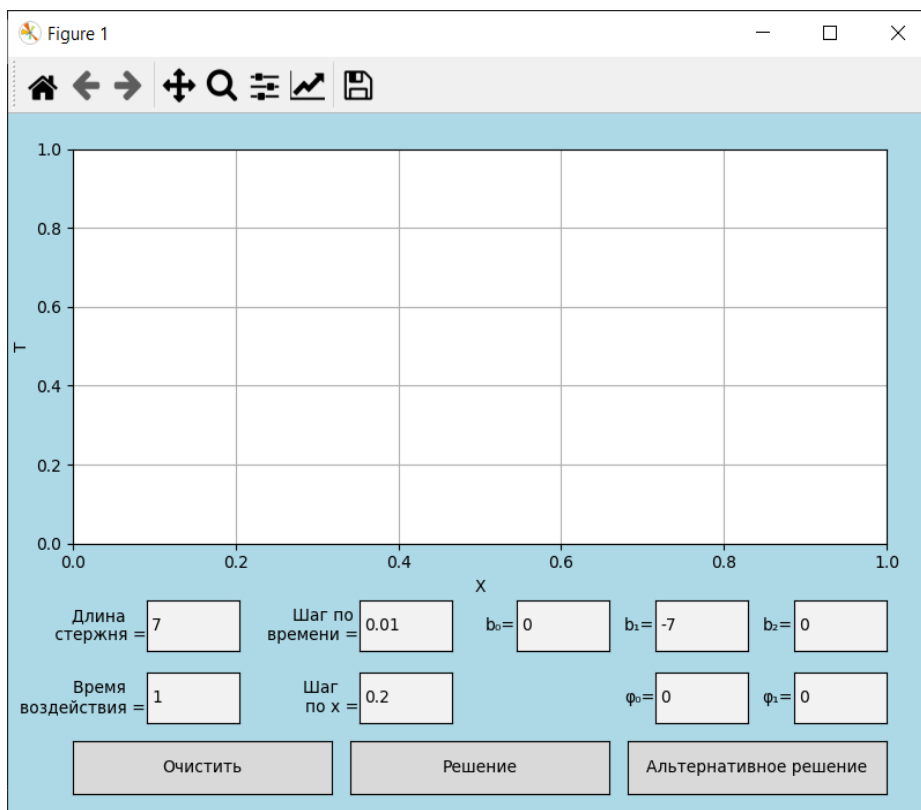 Figure 1
1.0
0.8
0.6
T
0.4
0.2
0.0
0.0 0.2 0.4 0.6 0.8 1.0
X
Длина
стержня = 7
Шаг по
времени = 0.01
b₀= 0
b₁= -7
b₂= 0
Время
воздействия = 1
Шаг
по x = 0.2
φ₀= 0
φ₁= 0
Очистить
Решение
Альтернативное решение